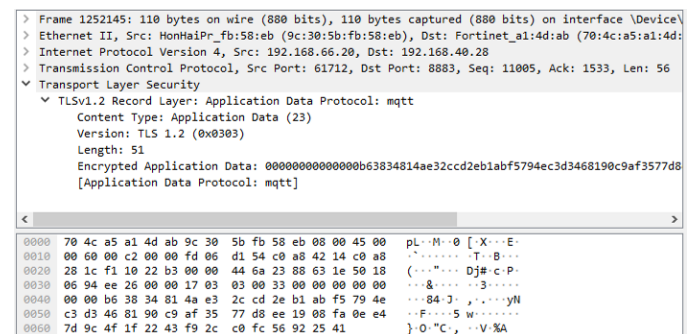 > Frame 1252145: 110 bytes on wire (880 bits), 110 bytes captured (880 bits) on interface \Device\
> Ethernet II, Src: HonHaiPr_fb:58:eb (9c:30:5b:fb:58:eb), Dst: Fortinet_a1:4d:ab (70:4c:a5:a1:4d:
> Internet Protocol Version 4, Src: 192.168.66.20, Dst: 192.168.40.28
> Transmission Control Protocol, Src Port: 61712, Dst Port: 8883, Seq: 11005, Ack: 1533, Len: 56
Transport Layer Security
TLSv1.2 Record Layer: Application Data Protocol: mqtt
Content Type: Application Data (23)
Version: TLS 1.2 (0x0303)
Length: 51
Encrypted Application Data: 00000000000000b63834814ae32ccd2eb1abf5794ec3d3468190c9af3577d8
[Application Data Protocol: mqtt]
0000 70 4c a5 a1 4d ab 9c 30 5b fb 58 eb 08 00 45 00 pL··M··0 [·X···E·
0010 00 60 00 c2 00 00 fd 06 d1 54 c0 a8 42 14 c0 a8 ·`······ ·T··B···
0020 28 1c f1 10 22 b3 00 00 44 6a 23 88 63 1e 50 18 (···"··· Dj#·c·P·
0030 06 94 ee 26 00 00 17 03 03 00 33 00 00 00 00 00 ···&···· ··3·····
0040 00 00 b6 38 34 81 4a e3 2c cd 2e b1 ab f5 79 4e ···84·J· ,·.···yN
0050 c3 d3 46 81 90 c9 af 35 77 d8 ee 19 08 fa 0e e4 ··F····5 w·······
0060 7d 9c 4f 1f 22 43 f9 2c c0 fc 56 92 25 41 }·O·"C·, ··V·%A